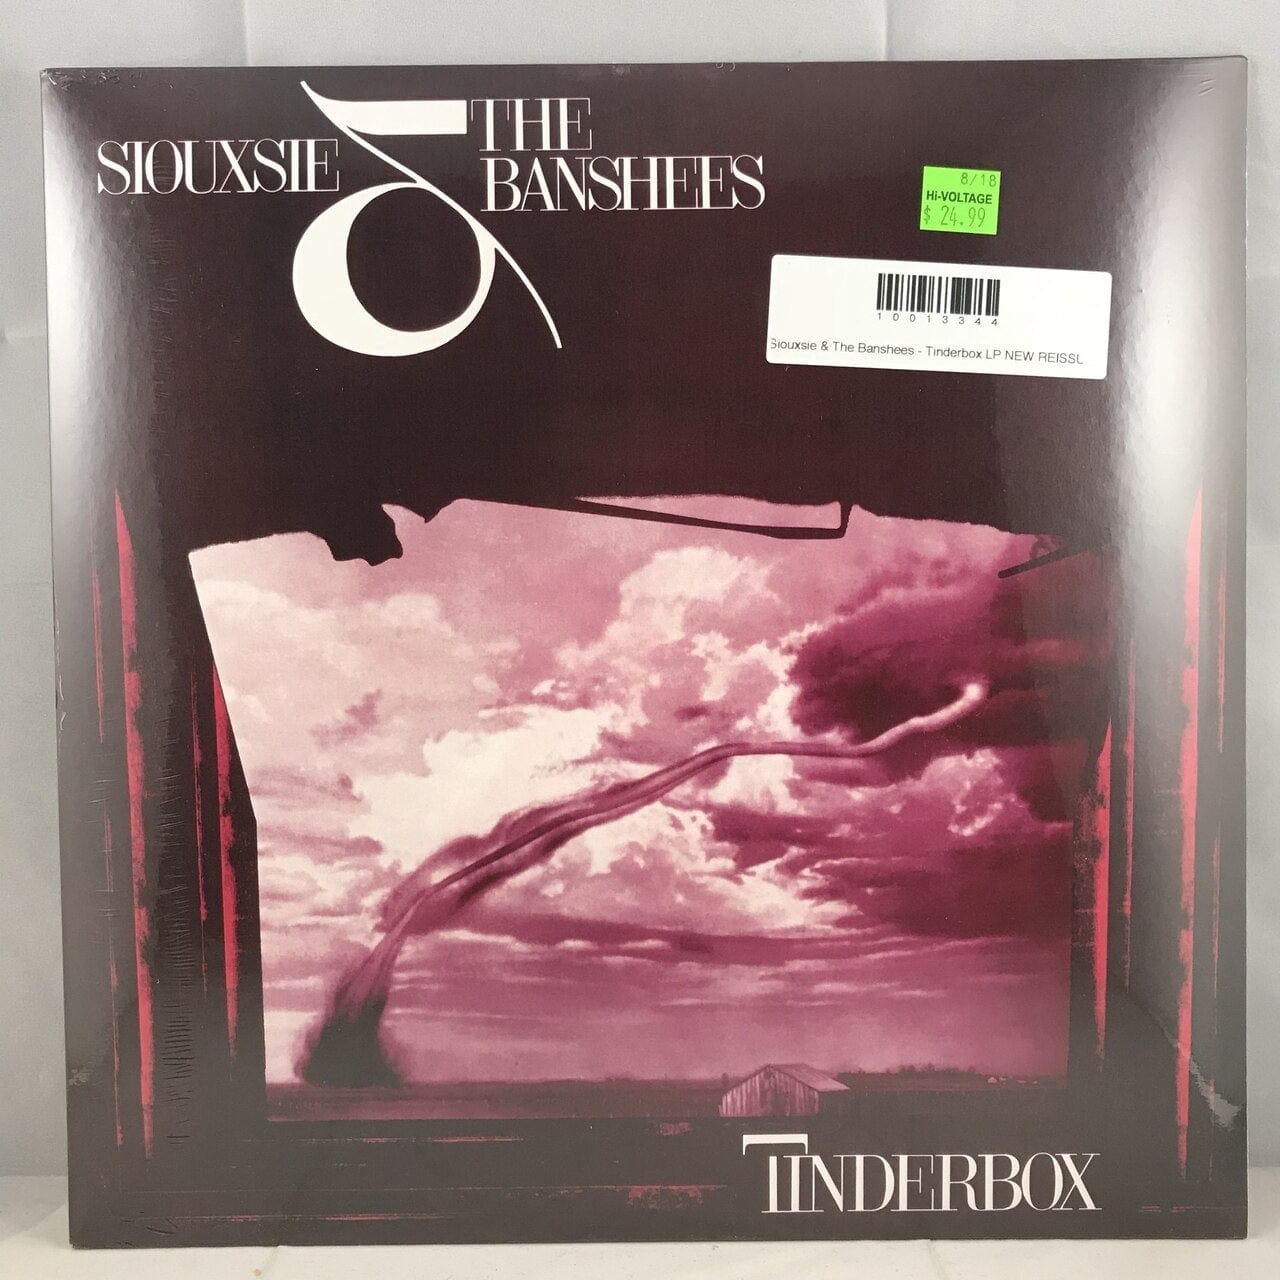 SIOUXSIE & THE
BANSHEES
8/18
Hi-VOLTAGE
$ 24.99
10013344
Siouxsie & The Banshees - Tinderbox LP NEW REISSU
TINDERBOX